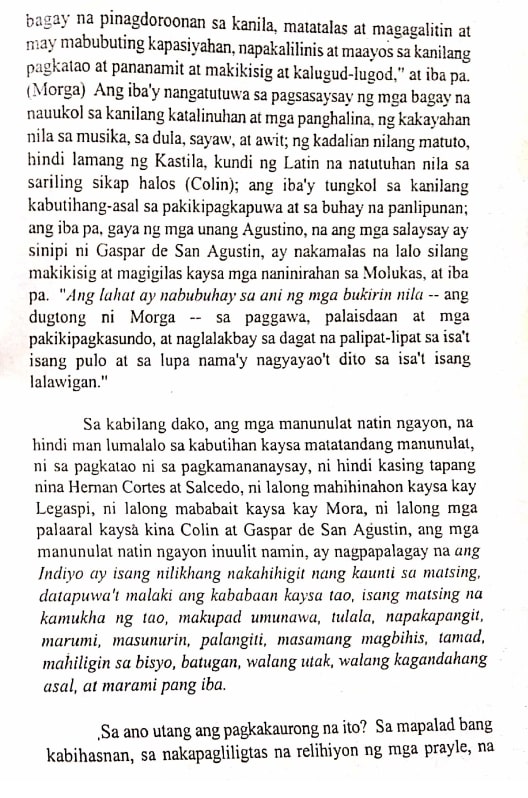 bagay na pinagdoroonan sa kanila, matatalas at magagalitin at
may mabubuting kapasiyahan, napakalilinis at maayos sa kanilang
pagkatao at pananamit at makikisig at kalugud-lugod," at iba pa.
(Morga) Ang iba'y nangatutuwa sa pagsasaysay ng mga bagay na
nauukol sa kanilang katalinuhan at mga panghalina, ng kakayahan
nila sa musika, sa dula, sayaw, at awit; ng kadalian nilang matuto,
hindi lamang ng Kastila, kundi ng Latin na natutuhan nila sa
sariling sikap halos (Colin); ang iba'y tungkol sa kanilang
kabutihang-asal sa pakikipagkapuwa at sa buhay na panlipunan;
ang iba pa, gaya ng mga unang Agustino, na ang mga salaysay ay
sinipi ni Gaspar de San Agustin, ay nakamalas na lalo silang
makikisig at magigilas kaysa mga naninirahan sa Molukas, at iba
pa. "Ang lahat ay nabubuhay sa ani ng mga bukirin nila -- ang
dugtong ni Morga -- sa paggawa, palaisdaan at mga
pakikipagkasundo, at naglalakbay sa dagat na palipat-lipat sa isa't
isang pulo at sa lupa nama'y nagyayao't dito sa isa't isang
lalawigan."
Sa kabilang dako, ang mga manunulat natin ngayon, na
hindi man lumalalo sa kabutihan kaysa matatandang manunulat,
ni sa pagkatao ni sa pagkamananaysay, ni hindi kasing tapang
nina Hernan Cortes at Salcedo, ni lalong mahihinahon kaysa kay
Legaspi, ni lalong mababait kaysa kay Mora, ni lalong mga
palaaral kaysa kina Colin at Gaspar de San Agustin, ang mga
manunulat natin ngayon inuulit namin, ay nagpapalagay na ang
Indiyo ay isang nilikhang nakahihigit nang kaunti sa matsing,
datapuwa't malaki ang kababaan kaysa tao, isang matsing na
kamukha ng tao, makupad umunawa, tulala, napakapangit,
marumi, masunurin, palangiti, masamang magbihis, tamad,
mahiligin sa bisyo, batugan, walang utak, walang kagandahang
asal, at marami pang iba.
Sa ano utang ang pagkakaurong na ito? Sa mapalad bang
kabihasnan, sa nakapagliligtas na relihiyon ng mga prayle, na